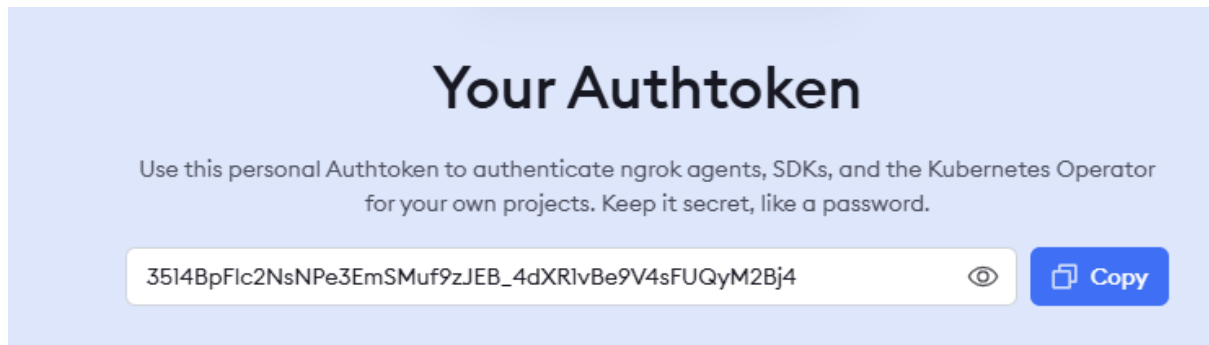 Your Authtoken
Use this personal Authtoken to authenticate ngrok agents, SDKs, and the Kubernetes Operator
for your own projects. Keep it secret, like a password.
3514BpFlc2NsNPe3EmSMuf9zJEB_4dXR1vBe9V4sFUQyM2Bj4
Copy